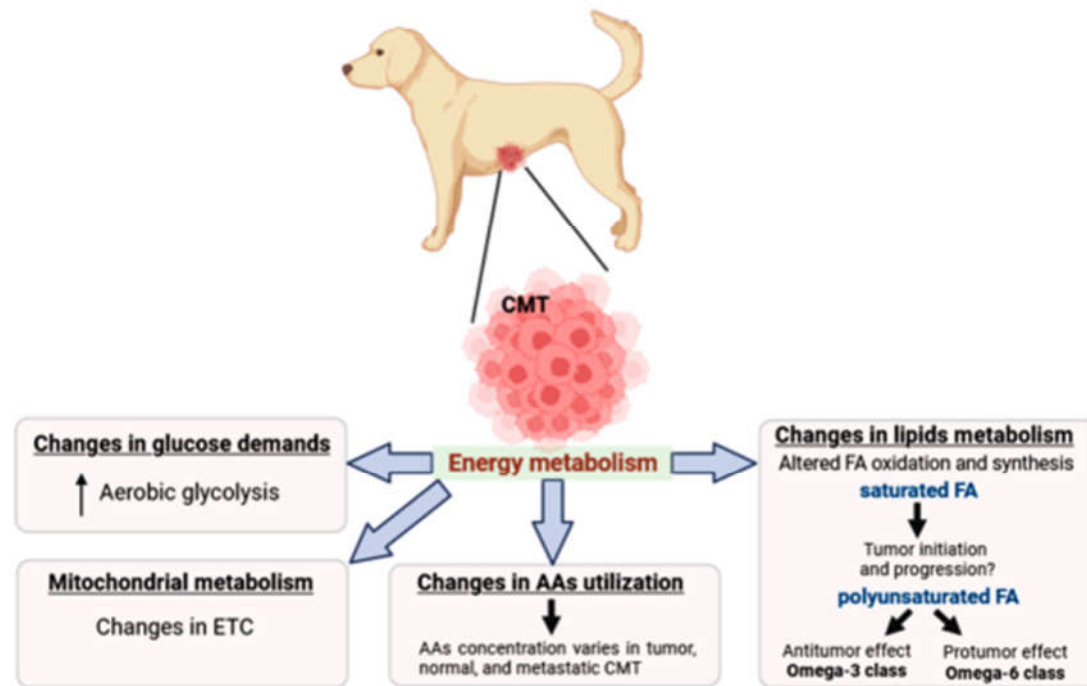 CMT
Energy metabolism
Changes in glucose demands
Aerobic glycolysis
Mitochondrial metabolism
Changes in ETC
Changes in AAs utilization
AAs concentration varies in tumor,
normal, and metastatic CMT
Changes in lipids metabolism
Altered FA oxidation and synthesis
saturated FA
Tumor initiation
and progression?
polyunsaturated FA
Antitumor effect
Omega-3 class
Protumor effect
Omega-6 class